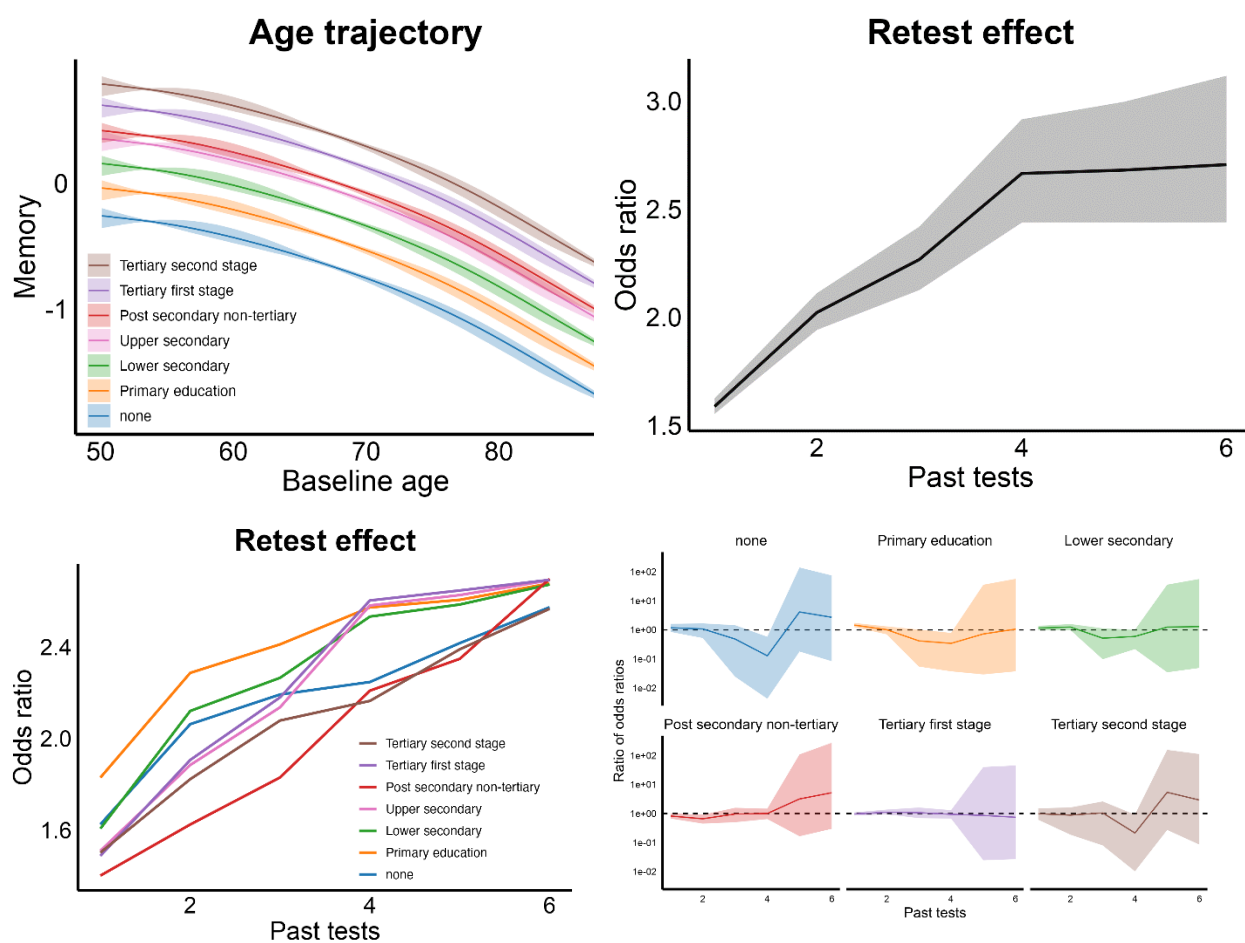 Age trajectory
Memory
0
-1
Tertiary second stage
Tertiary first stage
Post secondary non-tertiary
Upper secondary
Lower secondary
Primary education
none
50 60 70 80
Baseline age
Retest effect
Odds ratio
3.0
2.5
2.0
1.5
2 4 6
Past tests
Retest effect
Odds ratio
2.4
2.0
1.6
Tertiary second stage
Tertiary first stage
Post secondary non-tertiary
Upper secondary
Lower secondary
Primary education
none
2 4 6
Past tests
Ratio of odds ratios
none Primary education Lower secondary
1e+02
1e+01
1e+00
1e-01
1e-02
Post secondary non-tertiary Tertiary first stage Tertiary second stage
1e+02
1e+01
1e+00
1e-01
1e-02
2 4 6 2 4 6 2 4 6
Past tests